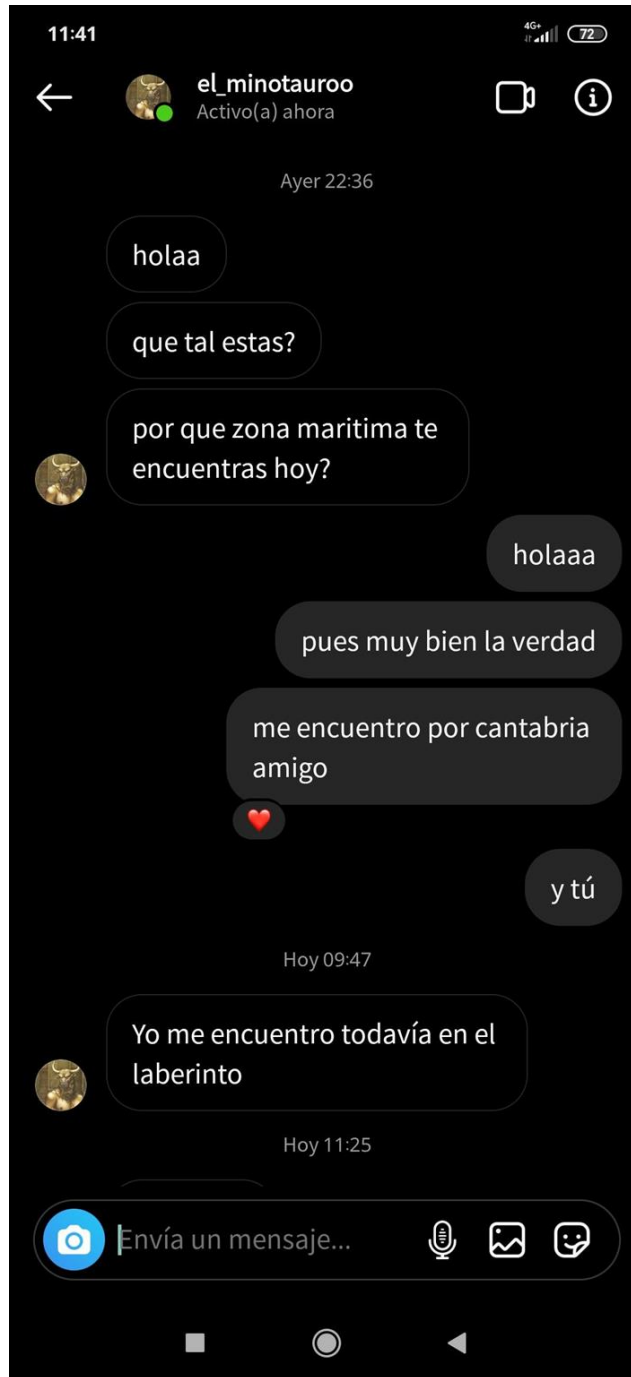 11:41
4G+
72
el_minotauroo
Activo(a) ahora
Ayer 22:36
holaa
que tal estas?
por que zona maritima te
encuentras hoy?
holaaa
pues muy bien la verdad
me encuentro por cantabria
amigo
y tú
Hoy 09:47
Yo me encuentro todavía en el
laberinto
Hoy 11:25
Envía un mensaje...